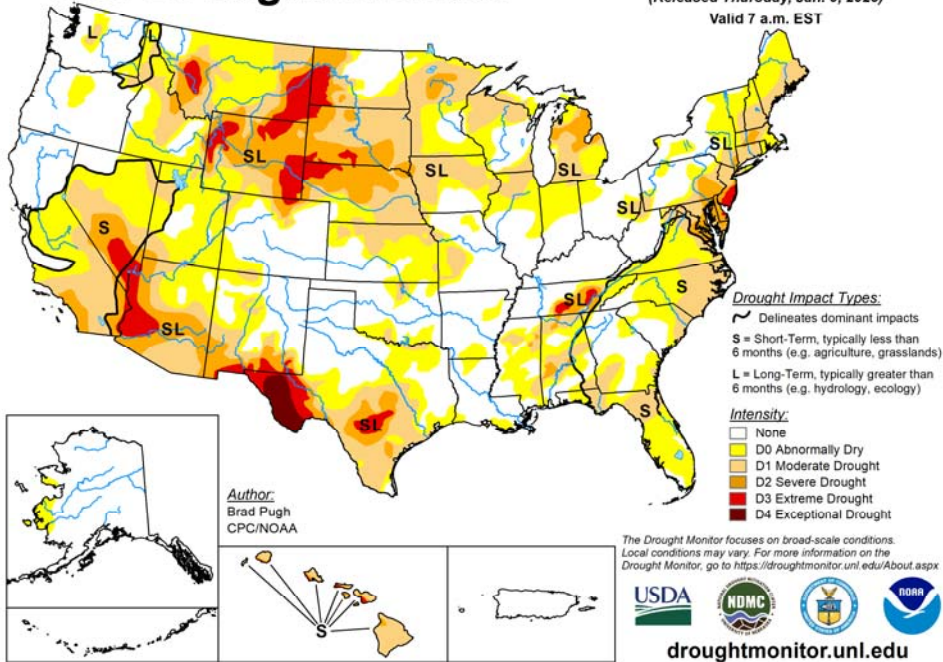 (Released Thursday, Jan.
Valid 7 a.m. EST
L
L
SL
SL
SL
SL
SL
S
SL
SL
S
SL
S
Drought Impact Types:
Delineates dominant impacts
S = Short-Term, typically less than
6 months (e.g. agriculture, grasslands)
L = Long-Term, typically greater than
6 months (e.g. hydrology, ecology)
Intensity:
None
D0 Abnormally Dry
D1 Moderate Drought
D2 Severe Drought
D3 Extreme Drought
D4 Exceptional Drought
Author:
Brad Pugh
CPC/NOAA
S
The Drought Monitor focuses on broad-scale conditions.
Local conditions may vary. For more information on the
Drought Monitor, go to https://droughtmonitor.unl.edu/About.aspx
USDA
NDMC
NOAA
droughtmonitor.unl.edu